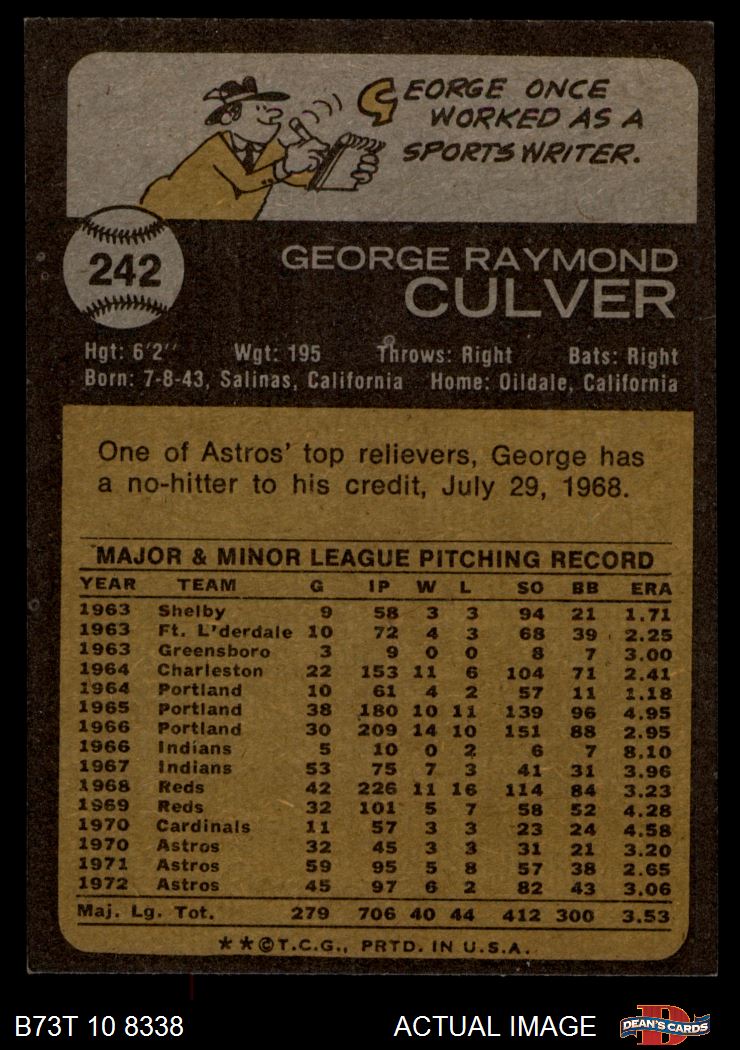 GEORGE ONCE
WORKED AS A
SPORTSWRITER.
242
GEORGE RAYMOND
CULVER
Hgt: 6'2" Wgt: 195 Throws: Right Bats: Right
Born: 7-8-43, Salinas, California Home: Oildale, California
One of Astros' top relievers, George has
a no-hitter to his credit, July 29, 1968.
MAJOR & MINOR LEAGUE PITCHING RECORD
YEAR TEAM G IP W L SO BB ERA
1963 Shelby 9 58 3 3 94 21 1.71
1963 Ft. L'derdale 10 72 4 3 68 39 2.25
1963 Greensboro 3 9 0 0 8 7 3.00
1964 Charleston 22 153 11 6 104 71 2.41
1964 Portland 10 61 4 2 57 11 1.18
1965 Portland 38 180 10 11 139 96 4.95
1966 Portland 30 209 14 10 151 88 2.95
1966 Indians 5 10 0 2 6 7 8.10
1967 Indians 53 75 7 3 41 31 3.96
1968 Reds 42 226 11 16 114 84 3.23
1969 Reds 32 101 5 7 58 52 4.28
1970 Cardinals 11 57 3 3 23 24 4.58
1970 Astros 32 45 3 3 31 21 3.20
1971 Astros 59 95 5 8 57 38 2.65
1972 Astros 45 97 6 2 82 43 3.06
Maj. Lg. Tot. 279 706 40 44 412 300 3.53
**©T.C.G., PRTD. IN U.S.A.
B73T 10 8338 ACTUAL IMAGE D DEAN'S CARDS